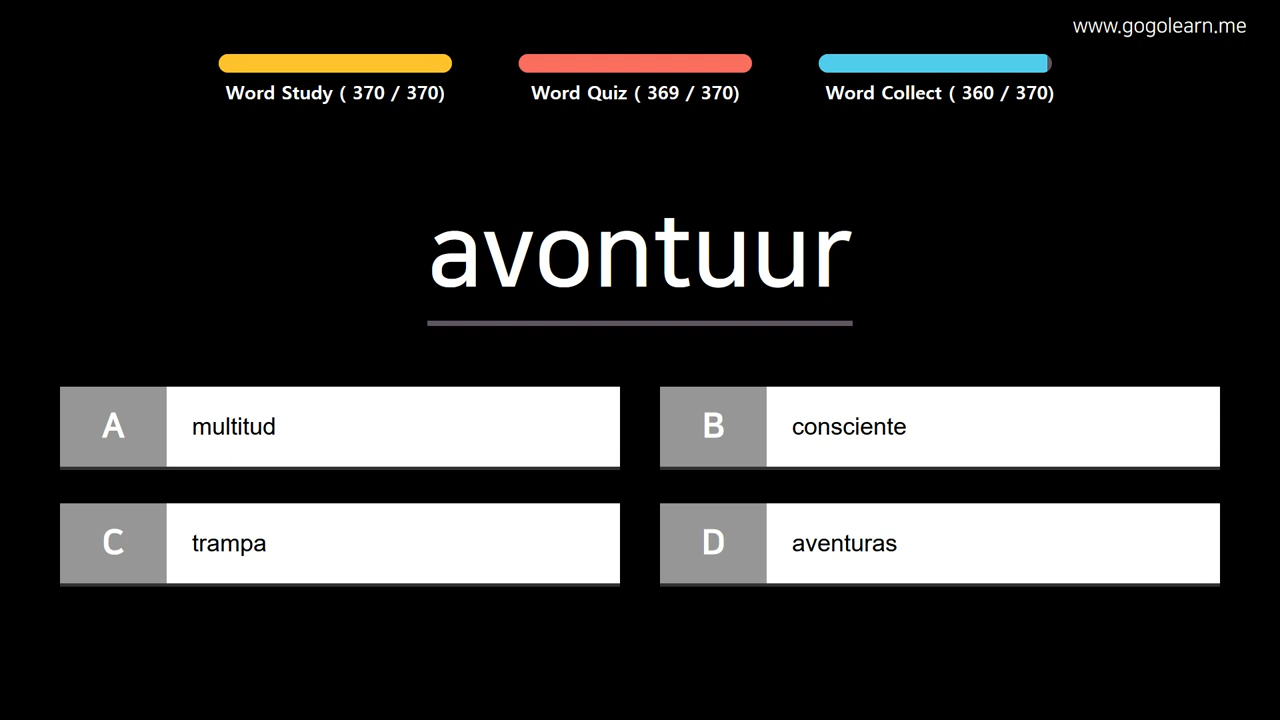 www.gogolearn.me
Word Study ( 370 / 370)
Word Quiz ( 369 / 370)
Word Collect ( 360 / 370)
avontuur
A
multitud
B
consciente
C
trampa
D
aventuras